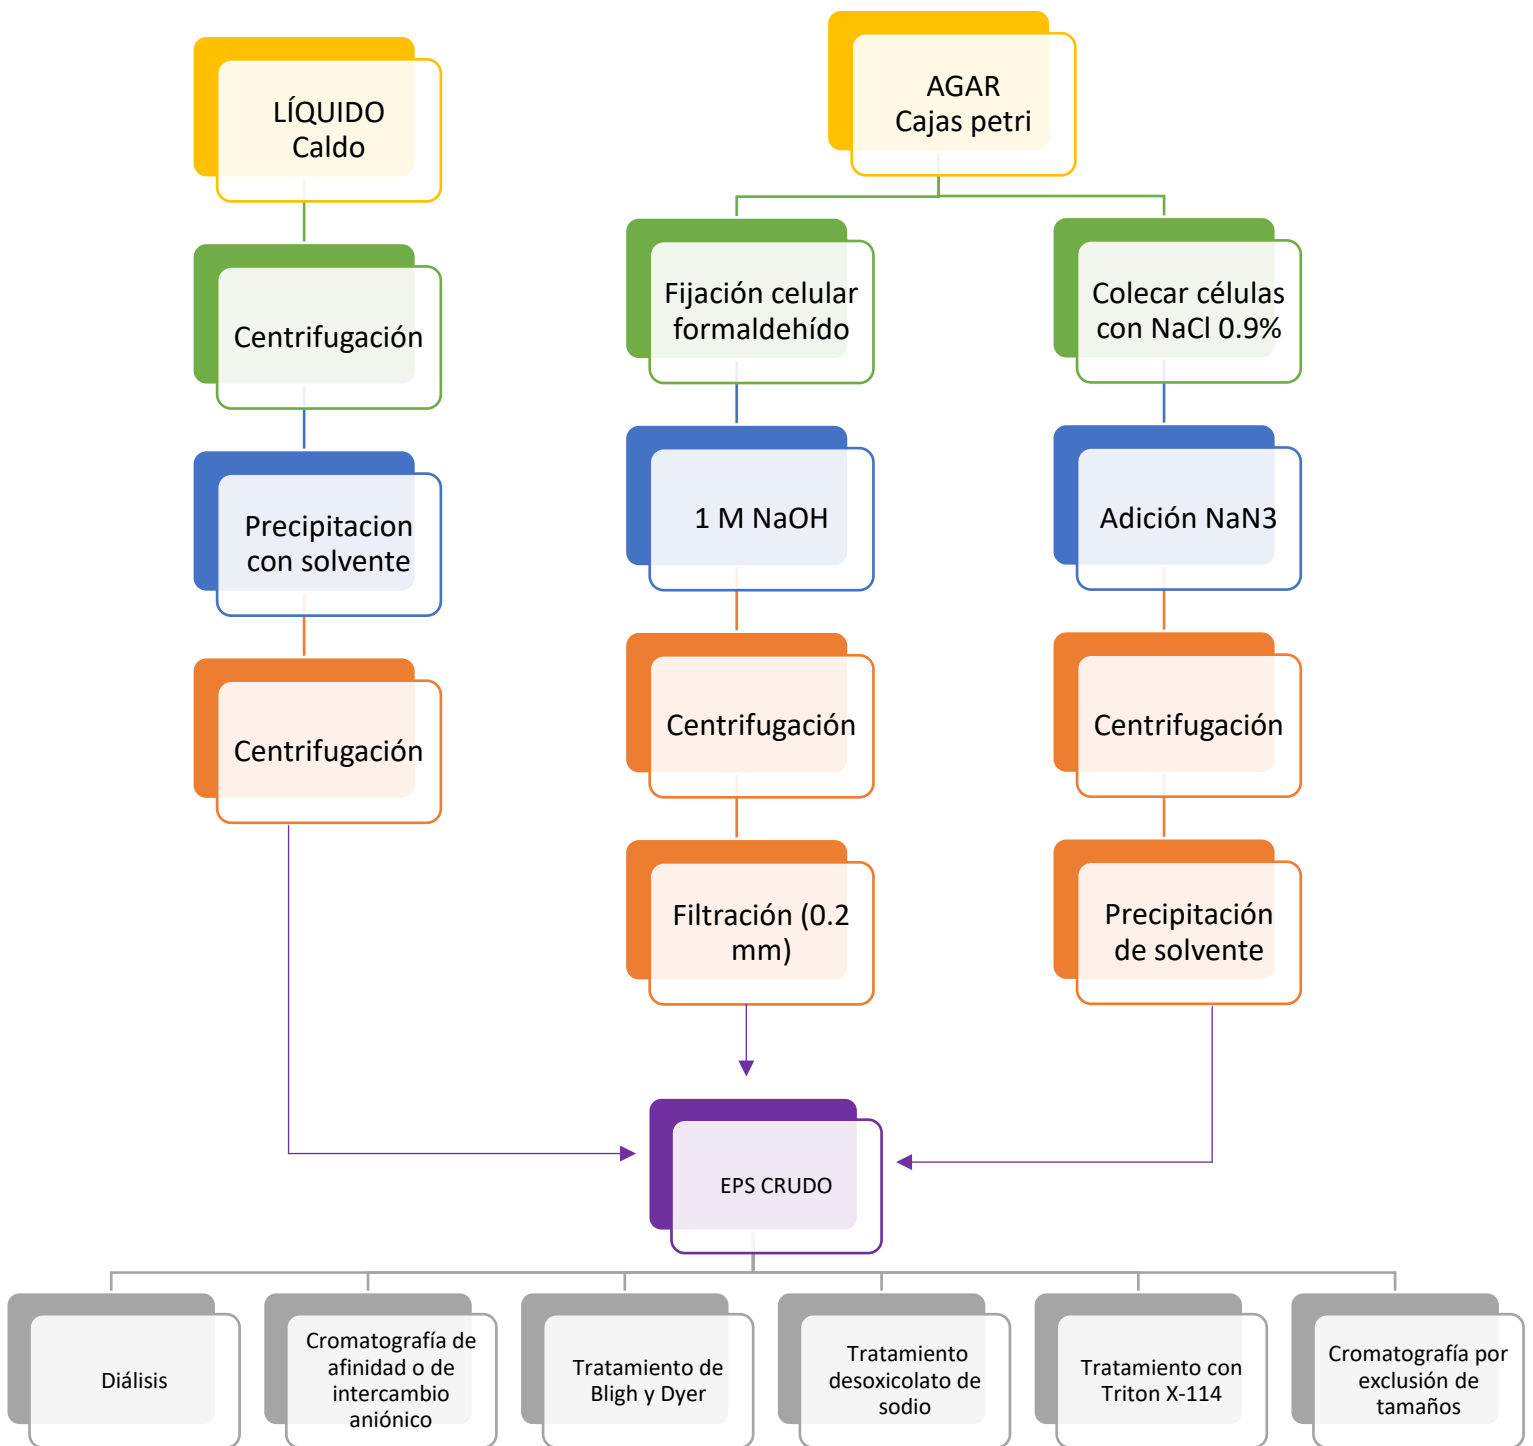 LÍQUIDO
Caldo
AGAR
Cajas petri
Centrifugación
Fijación celular
formaldehído
Colecar células
con NaCl 0.9%
Precipitacion
con solvente
1 M NaOH
Adición NaN3
Centrifugación
Centrifugación
Centrifugación
Filtración (0.2
mm)
Precipitación
de solvente
EPS CRUDO
Diálisis
Cromatografía de
afinidad o de
intercambio
aniónico
Tratamiento de
Bligh y Dyer
Tratamiento
desoxicolato de
sodio
Tratamiento con
Triton X-114
Cromatografía por
exclusión de
tamaños